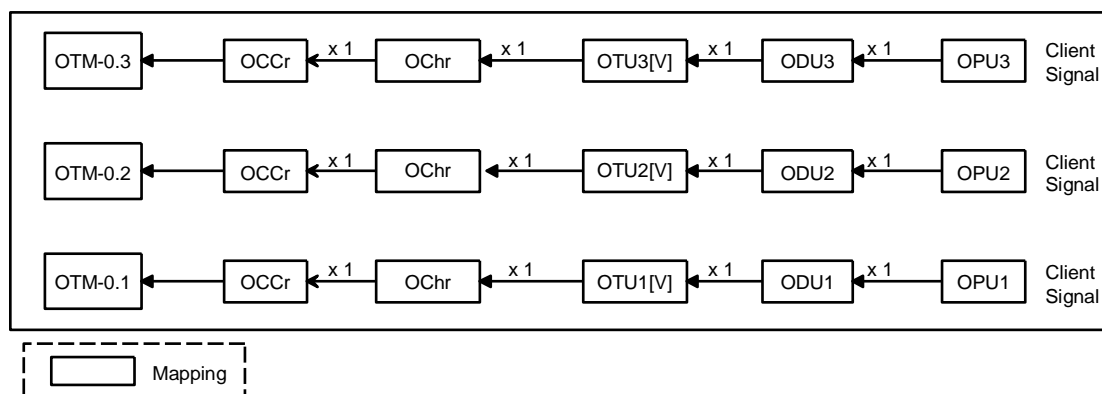 OTM-0.3 OCCr x 1 OChr x 1 OTU3[V] x 1 ODU3 x 1 OPU3 Client
Signal
OTM-0.2 OCCr x 1 OChr x 1 OTU2[V] x 1 ODU2 x 1 OPU2 Client
Signal
OTM-0.1 OCCr x 1 OChr x 1 OTU1[V] x 1 ODU1 x 1 OPU1 Client
Signal
Mapping